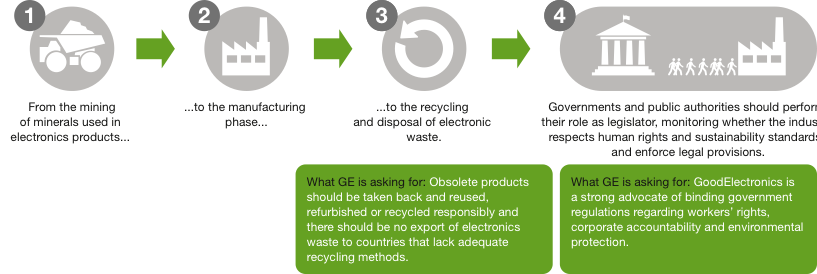 1
2
3
4
From the mining
of minerals used in
electronics products...
...to the manufacturing
phase...
...to the recycling
and disposal of electronic
waste.
Governments and public authorities should perfor
their role as legislator, monitoring whether the indus
respects human rights and sustainability standards
and enforce legal provisions.
What GE is asking for: Obsolete products
should be taken back and reused,
refurbished or recycled responsibly and
there should be no export of electronics
waste to countries that lack adequate
recycling methods.
What GE is asking for: GoodElectronics is
a strong advocate of binding government
regulations regarding workers' rights,
corporate accountability and environmental
protection.